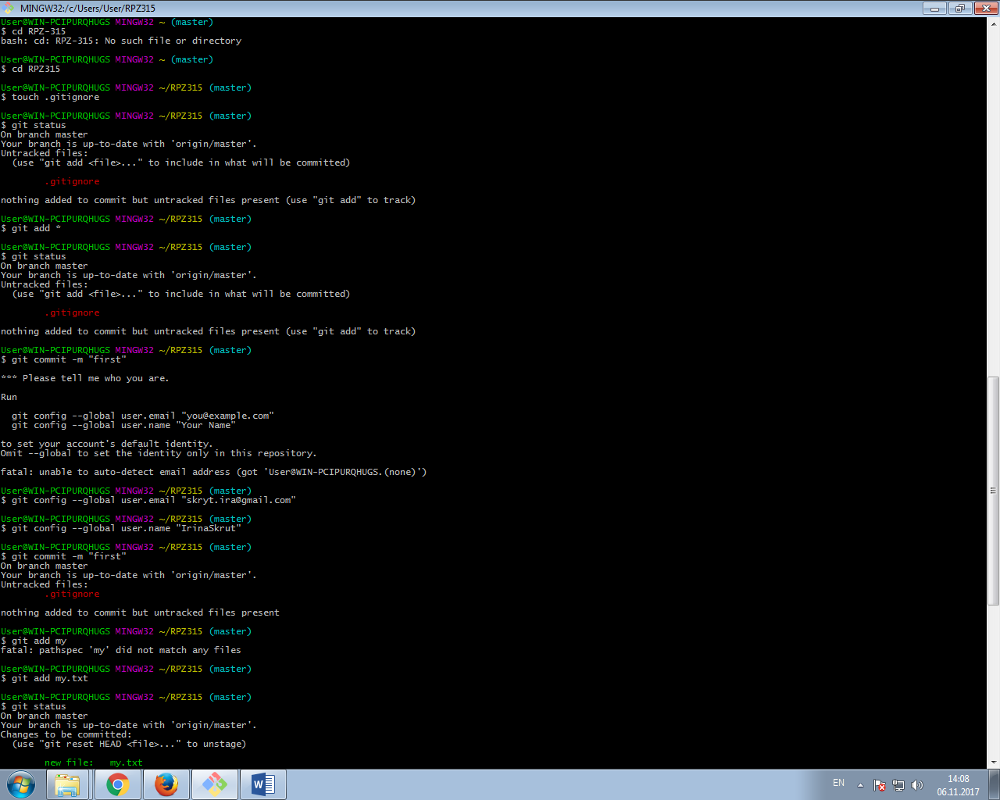 MINGW32:/c/Users/User/RPZ315
User@WIN-PCIPURQHUGS MINGW32 ~ (master)
$ cd RPZ-315
bash: cd: RPZ-315: No such file or directory
User@WIN-PCIPURQHUGS MINGW32 ~ (master)
$ cd RPZ315
User@WIN-PCIPURQHUGS MINGW32 ~/RPZ315 (master)
$ touch .gitignore
User@WIN-PCIPURQHUGS MINGW32 ~/RPZ315 (master)
$ git status
On branch master
Your branch is up-to-date with 'origin/master'.
Untracked files:
  (use "git add <file>..." to include in what will be committed)
        .gitignore
nothing added to commit but untracked files present (use "git add" to track)
User@WIN-PCIPURQHUGS MINGW32 ~/RPZ315 (master)
$ git add *
User@WIN-PCIPURQHUGS MINGW32 ~/RPZ315 (master)
$ git status
On branch master
Your branch is up-to-date with 'origin/master'.
Untracked files:
  (use "git add <file>..." to include in what will be committed)
        .gitignore
nothing added to commit but untracked files present (use "git add" to track)
User@WIN-PCIPURQHUGS MINGW32 ~/RPZ315 (master)
$ git commit -m "first"
*** Please tell me who you are.
Run
  git config --global user.email "you@example.com"
  git config --global user.name "Your Name"
to set your account's default identity.
Omit --global to set the identity only in this repository.
fatal: unable to auto-detect email address (got 'User@WIN-PCIPURQHUGS.(none)')
User@WIN-PCIPURQHUGS MINGW32 ~/RPZ315 (master)
$ git config --global user.email "skryt.ira@gmail.com"
User@WIN-PCIPURQHUGS MINGW32 ~/RPZ315 (master)
$ git config --global user.name "IrinaSkrut"
User@WIN-PCIPURQHUGS MINGW32 ~/RPZ315 (master)
$ git commit -m "first"
On branch master
Your branch is up-to-date with 'origin/master'.
Untracked files:
        .gitignore
nothing added to commit but untracked files present
User@WIN-PCIPURQHUGS MINGW32 ~/RPZ315 (master)
$ git add my
fatal: pathspec 'my' did not match any files
User@WIN-PCIPURQHUGS MINGW32 ~/RPZ315 (master)
$ git add my.txt
User@WIN-PCIPURQHUGS MINGW32 ~/RPZ315 (master)
$ git status
On branch master
Your branch is up-to-date with 'origin/master'.
Changes to be committed:
  (use "git reset HEAD <file>..." to unstage)
        new file:   my.txt
W
EN
14:08
06.11.2017